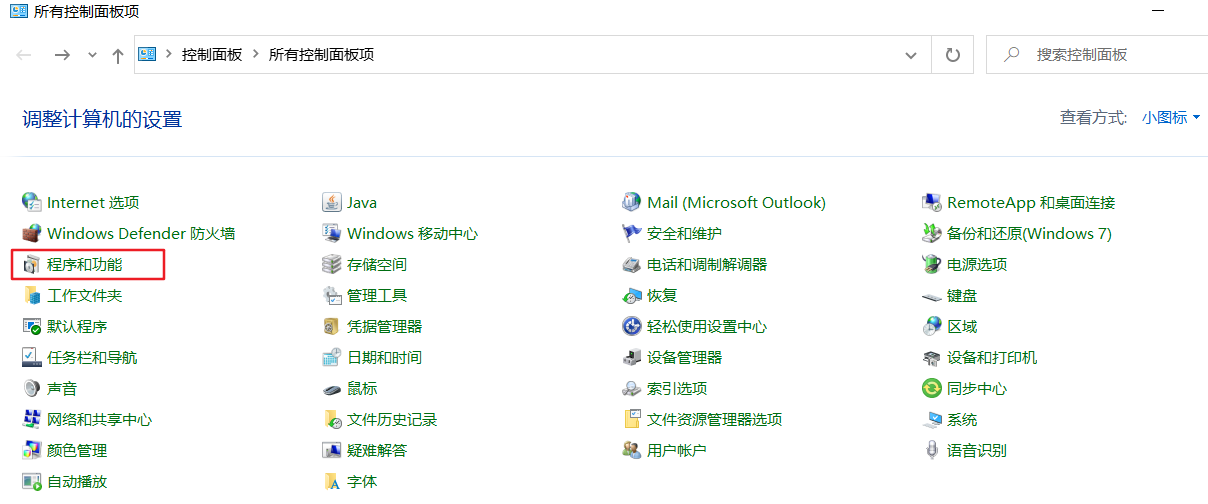 所有控制面板项
控制面板 所有控制面板项 搜索控制面板
调整计算机的设置
查看方式: 小图标
Internet 选项 Java Mail (Microsoft Outlook) RemoteApp 和桌面连接
Windows Defender 防火墙 Windows 移动中心 安全和维护 备份和还原(Windows 7)
程序和功能 存储空间 电话和调制解调器 电源选项
工作文件夹 管理工具 恢复 键盘
默认程序 凭据管理器 轻松使用设置中心 区域
任务栏和导航 日期和时间 设备管理器 设备和打印机
声音 鼠标 索引选项 同步中心
网络和共享中心 文件历史记录 文件资源管理器选项 系统
颜色管理 疑难解答 用户帐户 语音识别
自动播放 字体